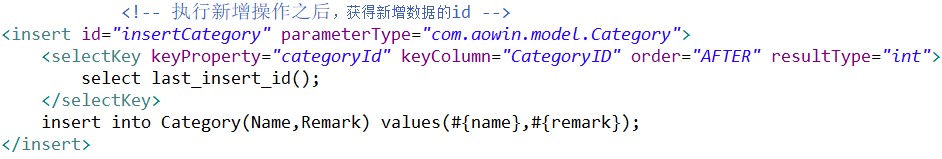 <!-- 执行新增操作之后，获得新增数据的id -->
<insert id="insertCategory" parameterType="com.aowin.model.Category">
<selectKey keyProperty="categoryId" keyColumn="CategoryID" order="AFTER" resultType="int">
select last_insert_id();
</selectKey>
insert into Category(Name,Remark) values(#{name},#{remark});
</insert>